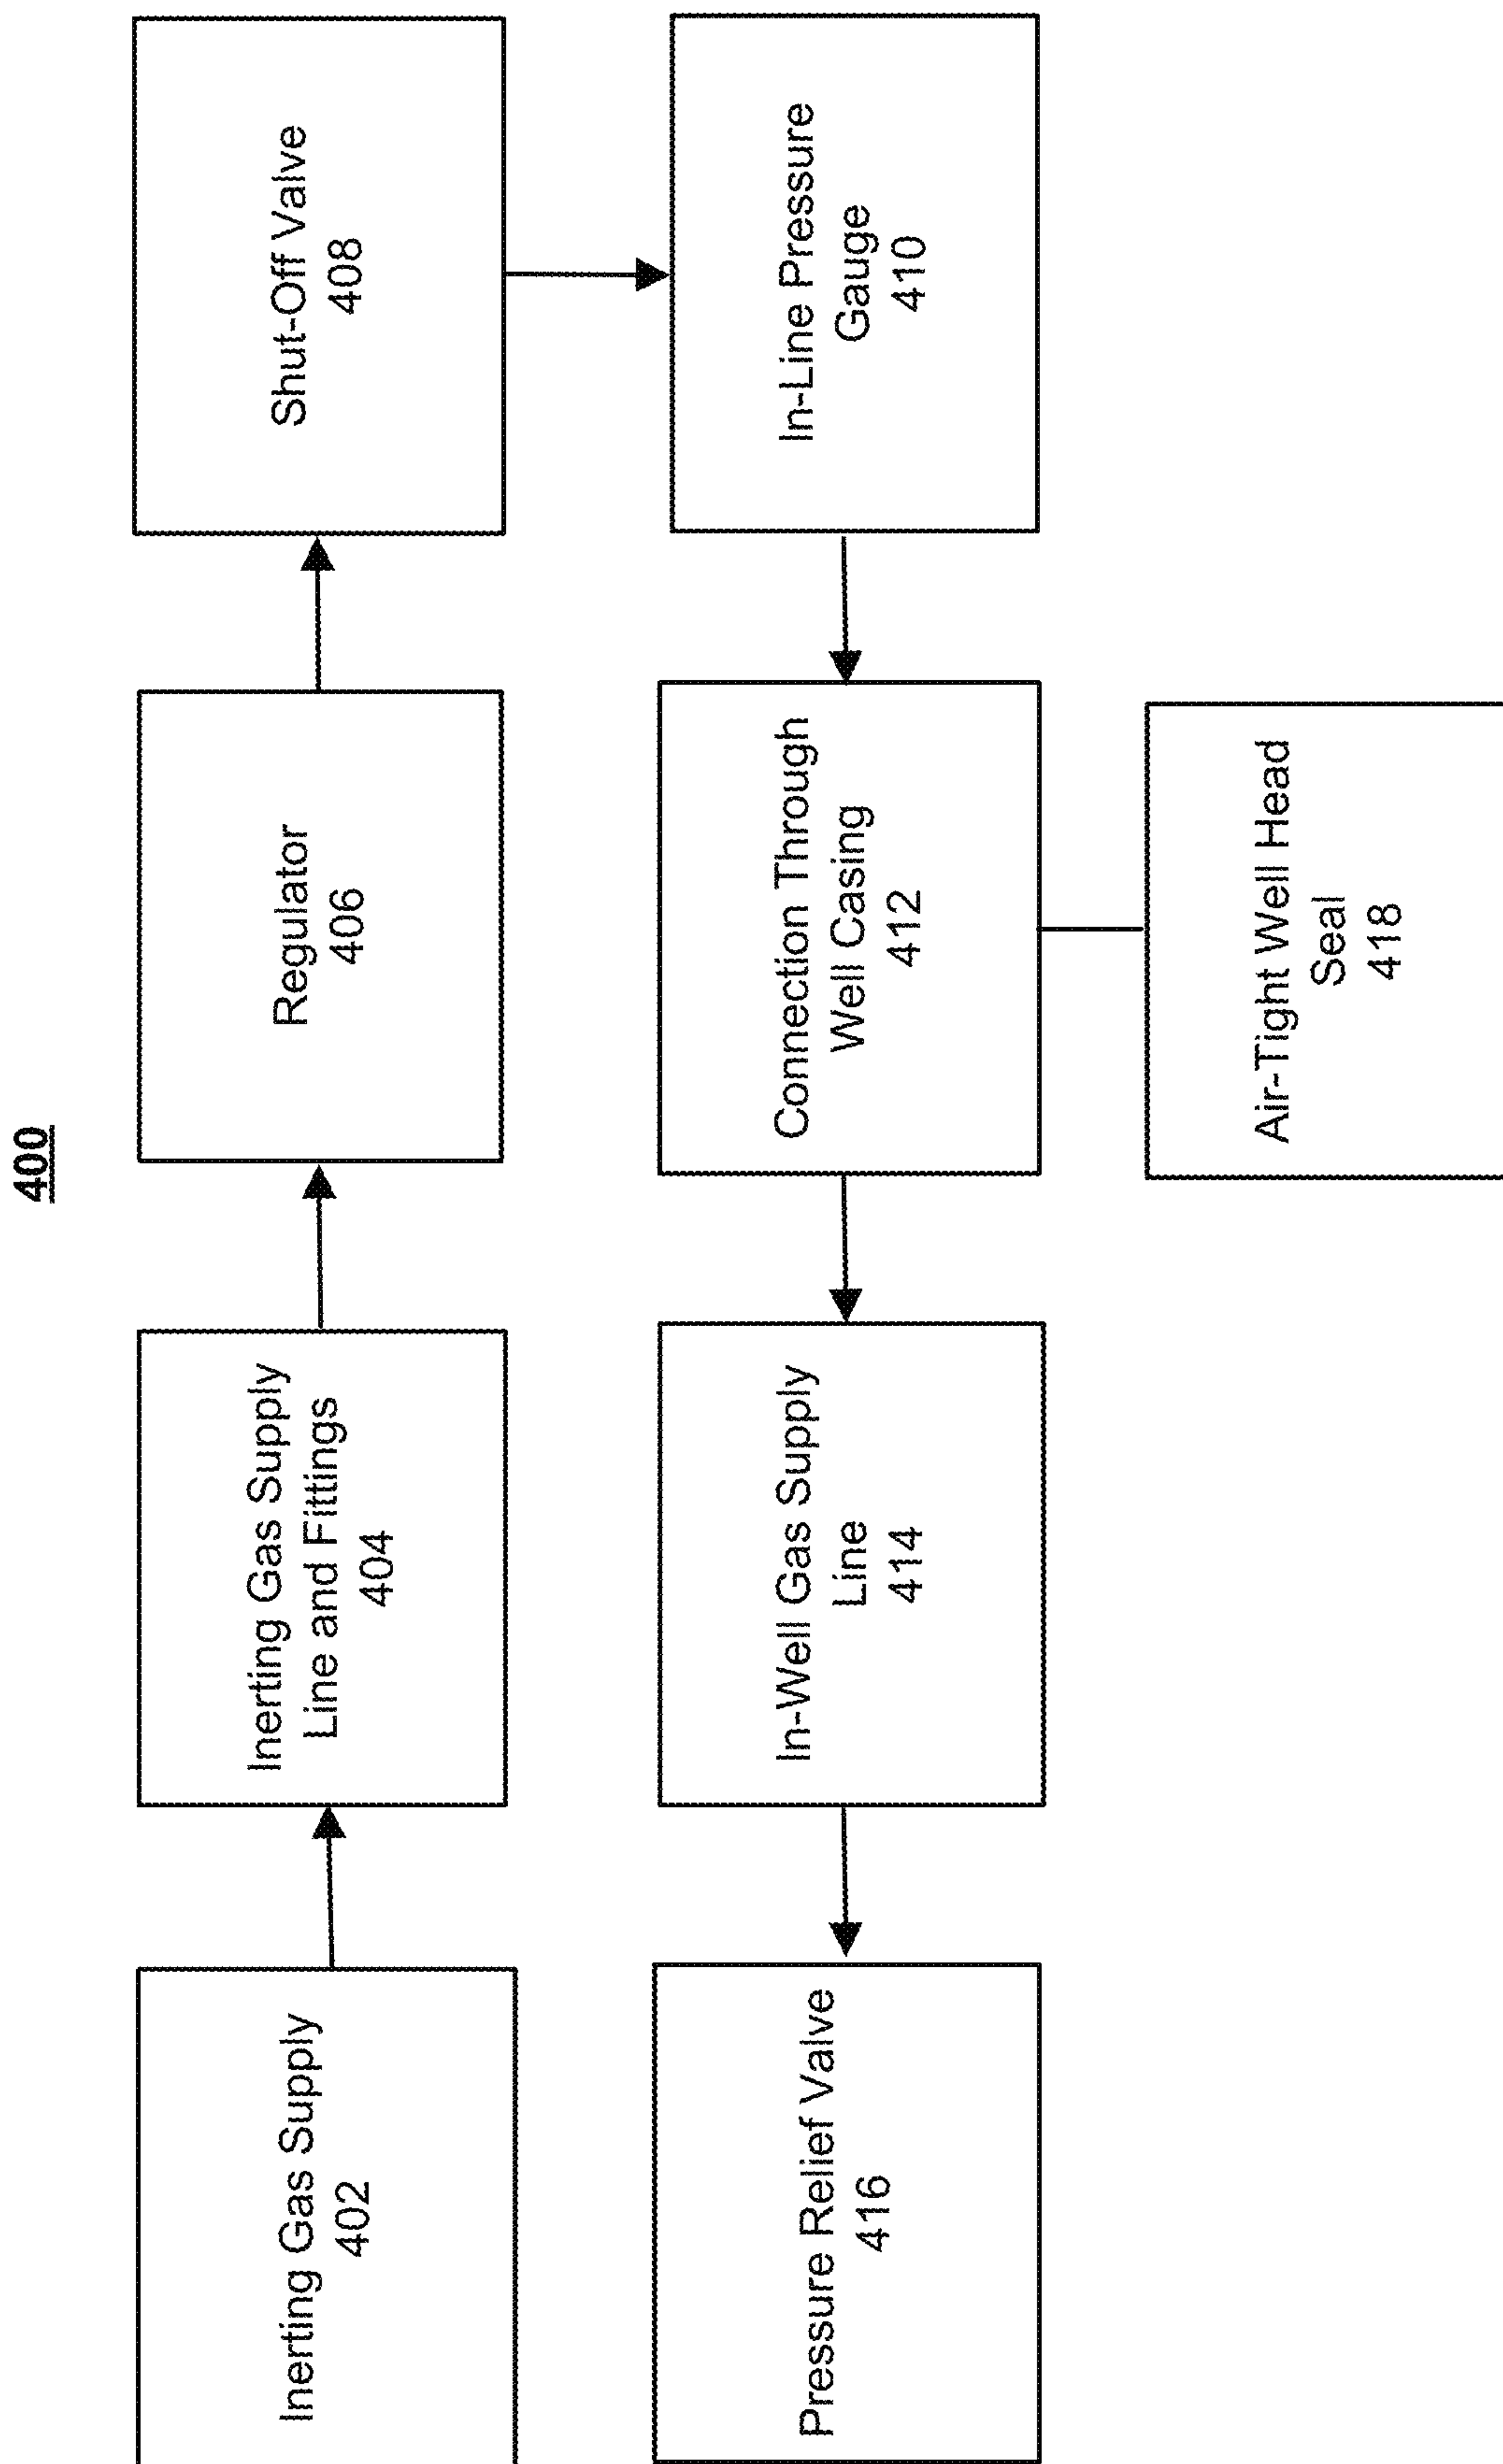 400
Inerting Gas Supply
402
Inerting Gas Supply
Line and Fittings
404
Regulator
406
Shut-Off Valve
408
In-Line Pressure
Gauge
410
Connection Through
Well Casing
412
In-Well Gas Supply
Line
414
Pressure Relief Valve
416
Air-Tight Well Head
Seal
418